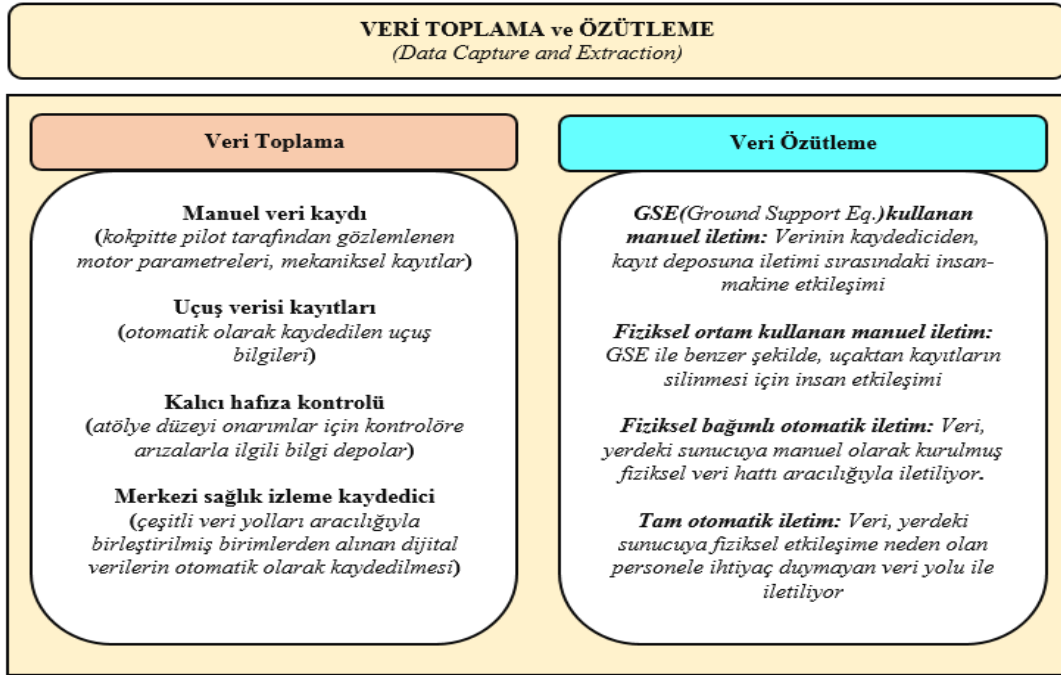 VERİ TOPLAMA ve ÖZÜTLEME
(Data Capture and Extraction)
Veri Toplama
Manuel veri kaydı
(kokpitte pilot tarafından gözlemlenen
motor parametreleri, mekaniksel kayıtlar)
Uçuş verisi kayıtları
(otomatik olarak kaydedilen uçuş
bilgileri)
Kalıcı hafıza kontrolü
(atölye düzeyi onarımlar için kontrolöre
arızalarla ilgili bilgi depolar)
Merkezi sağlık izleme kaydedici
(çeşitli veri yolları aracılığıyla
birleştirilmiş birimlerden alınan dijital
verilerin otomatik olarak kaydedilmesi)
Veri Özütleme
GSE(Ground Support Eq.)kullanan
manuel iletim: Verinin kaydediciden,
kayıt deposuna iletimi sırasındaki insan-
makine etkileşimi
Fiziksel ortam kullanan manuel iletim:
GSE ile benzer şekilde, uçaktan kayıtların
silinmesi için insan etkileşimi
Fiziksel bağımlı otomatik iletim: Veri,
yerdeki sunucuya manuel olarak kurulmuş
fiziksel veri hattı aracılığıyla iletiliyor.
Tam otomatik iletim: Veri, yerdeki
sunucuya fiziksel etkileşime neden olan
personele ihtiyaç duymayan veri yolu ile
iletiliyor